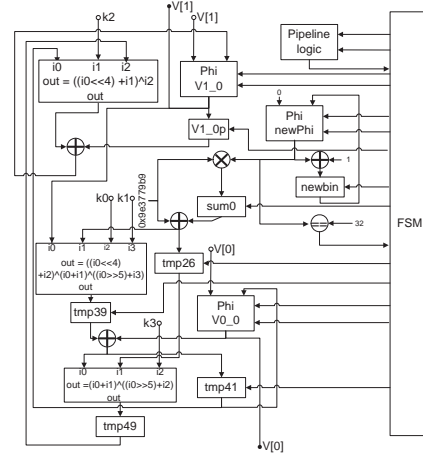 k2
V[1]
V[1]
i0 i1 i2
out = ((i0<<4) +i1)^i2
out
Phi
V1_0
Pipeline
logic
0
Phi
newPhi
V1_0p
1
newbin
0x9e3779b9
sum0
32
FSM
k0 k1
i0 i1 i2 i3
out = ((i0<<4)
+i2)^(i0+i1)^((i0>>5)+i3)
out
V[0]
tmp26
Phi
V0_0
tmp39
k3
i0 i1 i2
out =(i0+i1)^((i0>>5)+i2)
out
tmp41
tmp49
V[0]